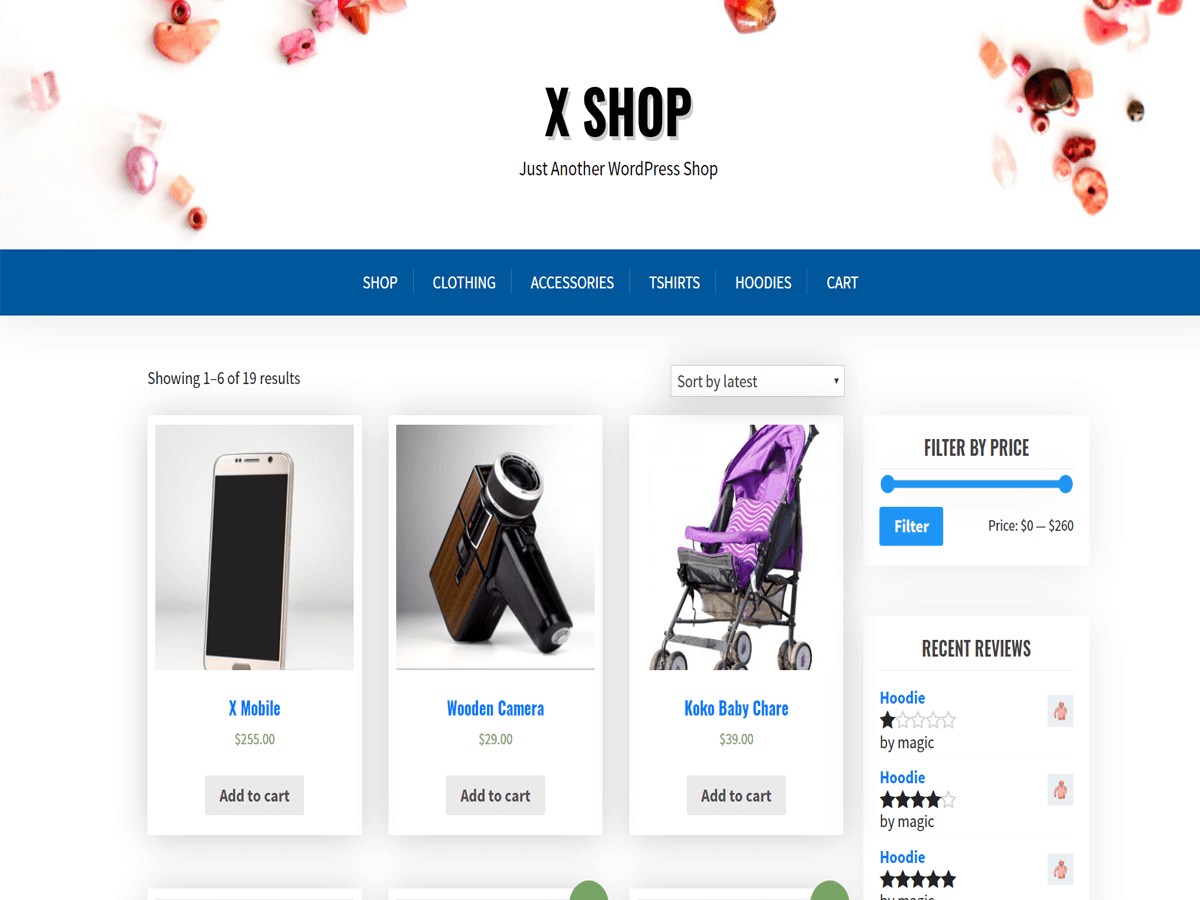 X SHOP
Just Another WordPress Shop
SHOP
CLOTHING
ACCESSORIES
TSHIRTS
HOODIES
CART
Showing 1–6 of 19 results
Sort by latest
X Mobile
$255.00
Add to cart
Wooden Camera
$29.00
Add to cart
Koko Baby Chare
$39.00
Add to cart
FILTER BY PRICE
Filter
Price: $0 — $260
RECENT REVIEWS
Hoodie
by magic
Hoodie
by magic
Hoodie
by magic